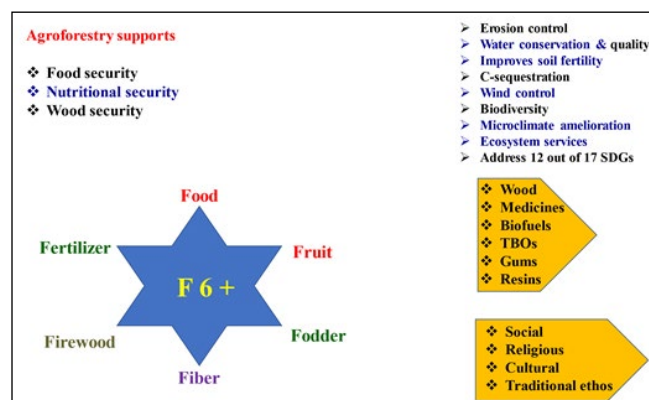 Agroforestry supports
❖ Food security
❖ Nutritional security
❖ Wood security
➢ Erosion control
➢ Water conservation & quality
➢ Improves soil fertility
➢ C-sequestration
➢ Wind control
➢ Biodiversity
➢ Microclimate amelioration
➢ Ecosystem services
➢ Address 12 out of 17 SDGs
Food
Fertilizer
Fruit
F 6 +
Firewood
Fodder
Fiber
❖ Wood
❖ Medicines
❖ Biofuels
❖ TBOs
❖ Gums
❖ Resins
❖ Social
❖ Religious
❖ Cultural
❖ Traditional ethos